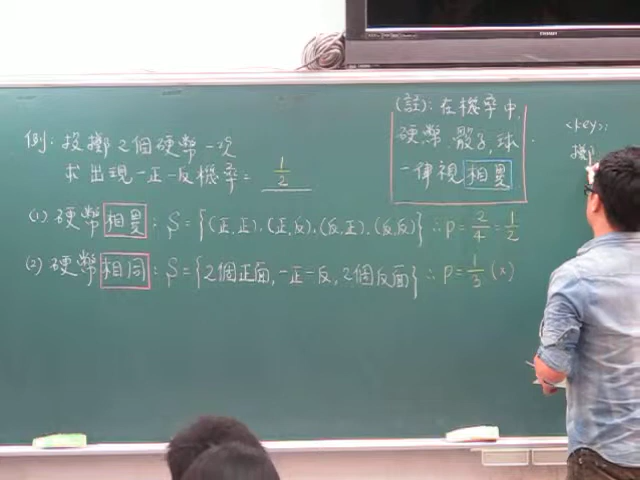 例: 投擲2個硬幣一次
求出現一正一反機率= 1/2
(1) 硬幣相異: S={(正,正),(正,反),(反,正),(反,反)} ∴P=2/4=1/2
(2) 硬幣相同: S={2個正面,一正一反,2個反面} ∴P=1/3 (x)
(註): 在機率中,
硬幣、骰子、球
一律視相異
<key>:
擲